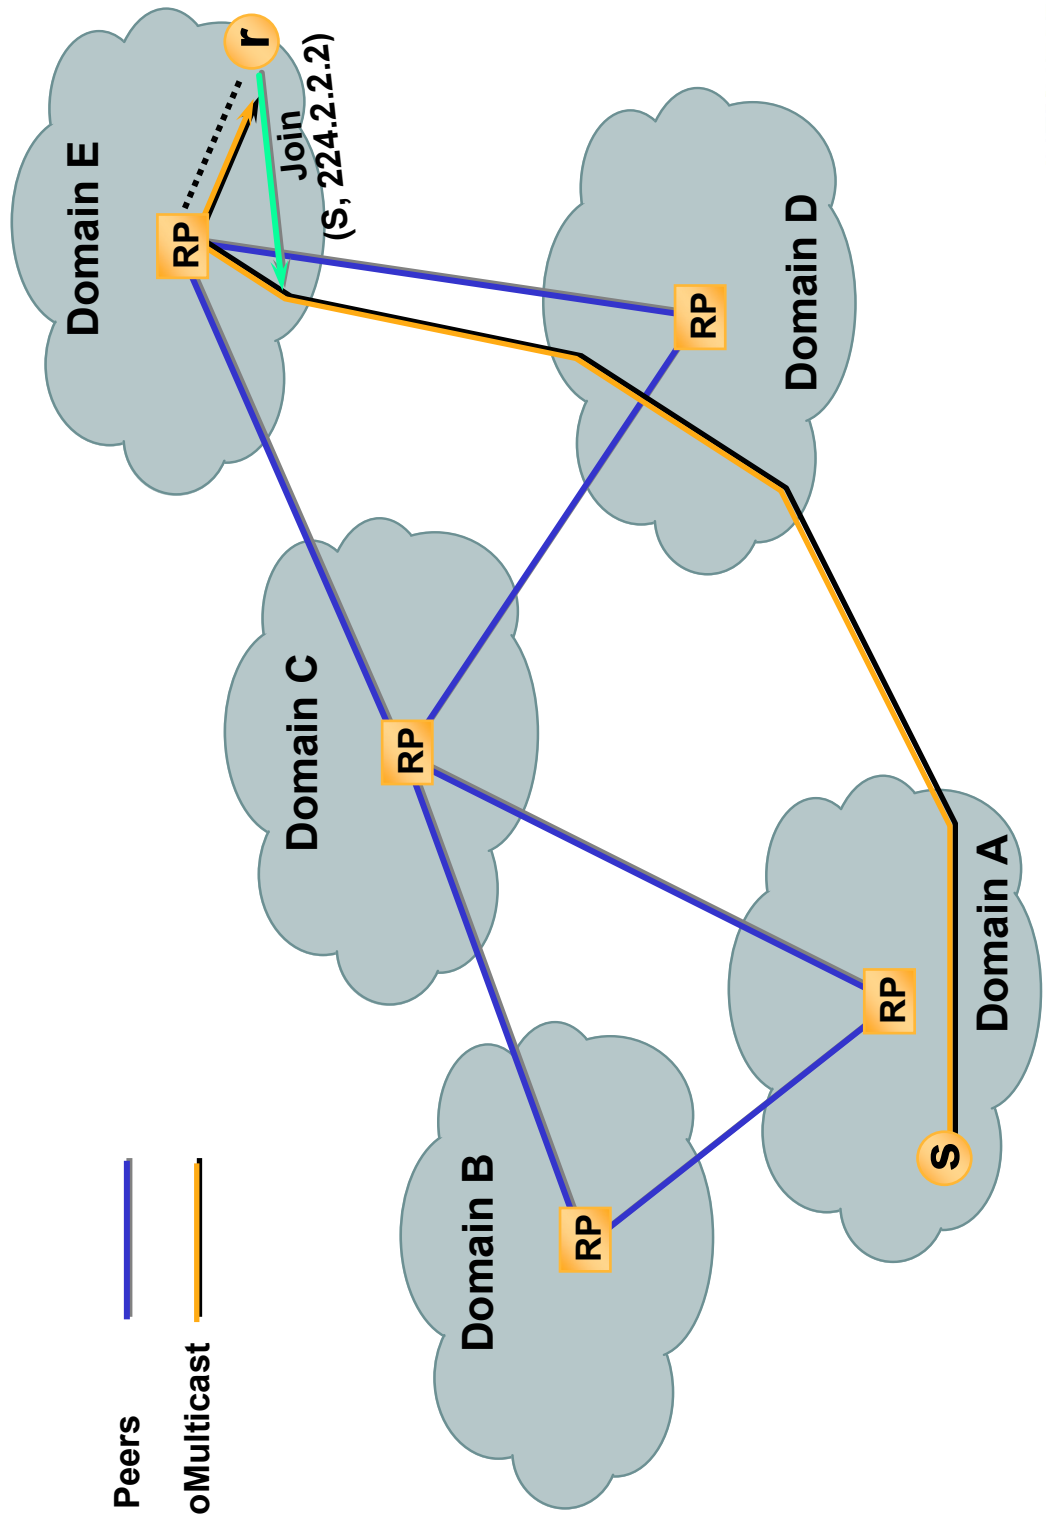 Domain E
RP
r
Join
(S, 224.2.2.2)
Domain C
RP
Domain B
RP
RP
Domain D
RP
s
Domain A
Peers
oMulticast